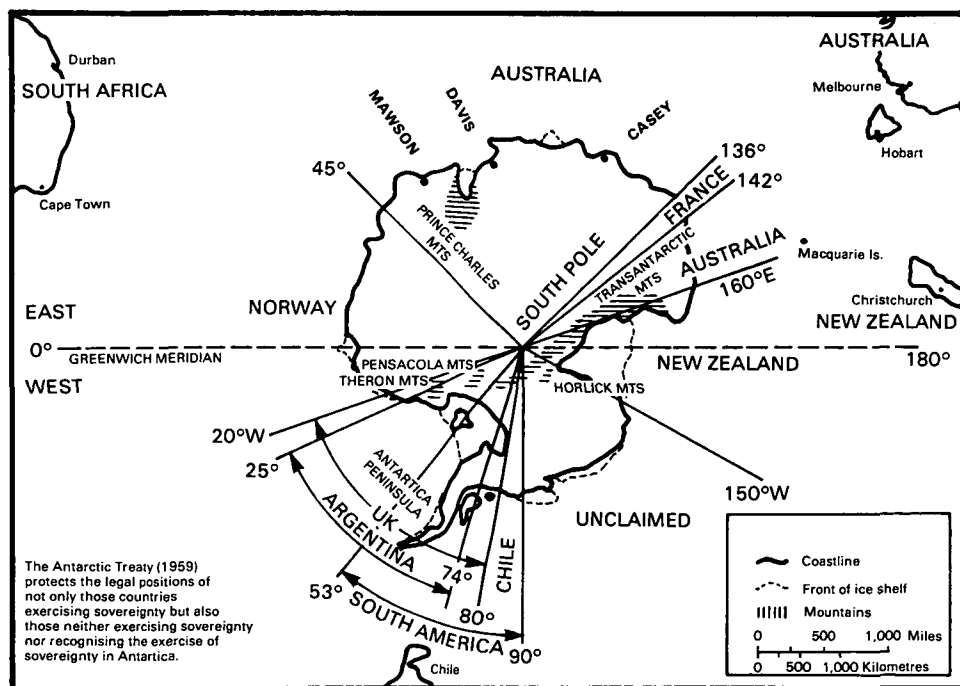 Durban
SOUTH AFRICA
Cape Town
AUSTRALIA
MAWSON
DAVIS
CASEY
AUSTRALIA
Melbourne
Hobart
45°
136°
FRANCE
142°
PRINCE CHARLES
MTS
SOUTH POLE
TRANSANTARCTIC
MTS
AUSTRALIA
160°E
Macquarie Is.
Christchurch
NEW ZEALAND
NORWAY
EAST
0°
GREENWICH MERIDIAN
WEST
180°
PENSACOLA MTS
THERON MTS
NEW ZEALAND
HORLICK MTS
20°W
25°
ANTARTICA
PENINSULA
UK
ARGENTINA
150°W
UNCLAIMED
CHILE
74°
53°
SOUTH AMERICA
80°
90°
Chile
The Antarctic Treaty (1959)
protects the legal positions of
not only those countries
exercising sovereignty but also
those neither exercising sovereignty
nor recognising the exercise of
sovereignty in Antartica.
Coastline
Front of ice shelf
Mountains
0 500 1,000 Miles
0 500 1,000 Kilometres